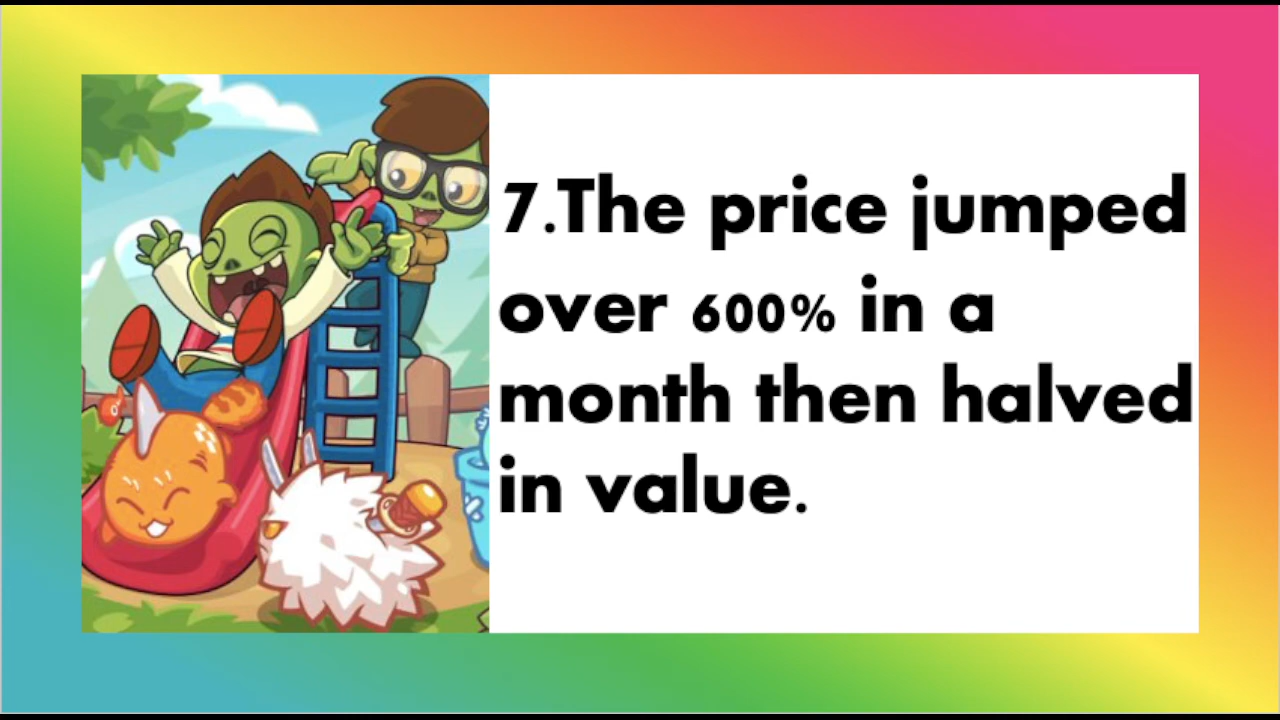 7.The price jumped
over 600% in a
month then halved
in value.